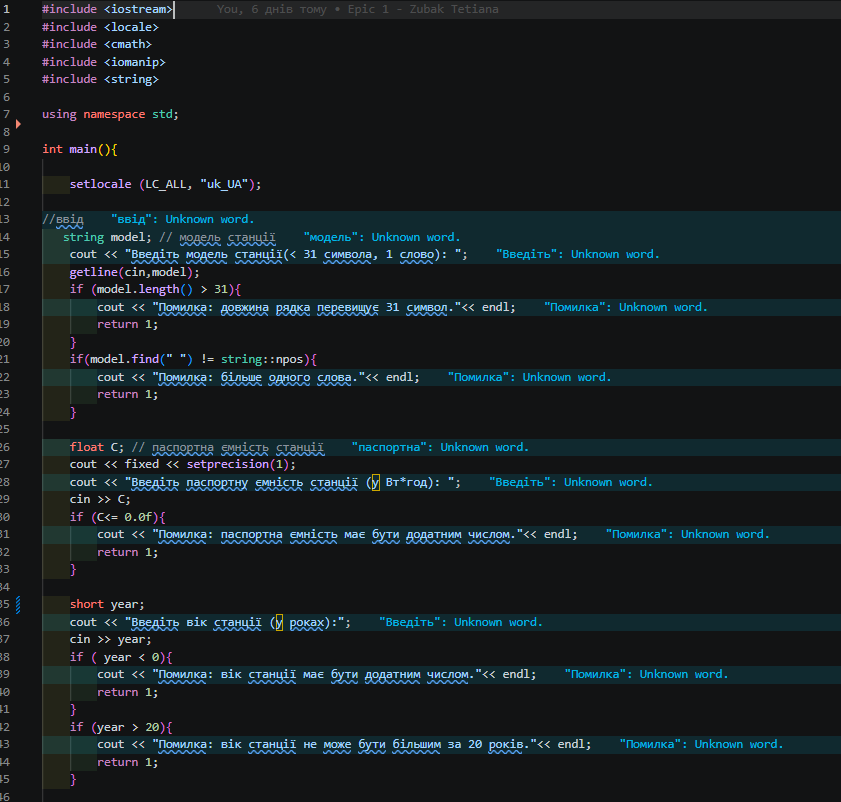 1 #include <iostream> You, 6 днів тому • Epic 1 - Zubak Tetiana
2 #include <locale>
3 #include <cmath>
4 #include <iomanip>
5 #include <string>
6
7 using namespace std;
8
9 int main(){
10
11 setlocale (LC_ALL, "uk_UA");
12
13 //ввід "ввід": Unknown word.
14 string model; // модель станції "модель": Unknown word.
15 cout << "Введіть модель станції(< 31 символа, 1 слово): "; "Введіть": Unknown word.
16 getline(cin,model);
17 if (model.length() > 31){
18 cout << "Помилка: довжина рядка перевищує 31 символ."<< endl; "Помилка": Unknown word.
19 return 1;
20 }
21 if(model.find(" ") != string::npos){
22 cout << "Помилка: більше одного слова."<< endl; "Помилка": Unknown word.
23 return 1;
24 }
25
26 float C; // паспортна ємність станції "паспортна": Unknown word.
27 cout << fixed << setprecision(1);
28 cout << "Введіть паспортну ємність станції (у Вт*год): "; "Введіть": Unknown word.
29 cin >> C;
30 if (C<= 0.0f){
31 cout << "Помилка: паспортна ємність має бути додатним числом."<< endl; "Помилка": Unknown word.
32 return 1;
33 }
34
35 short year;
36 cout << "Введіть вік станції (у роках):"; "Введіть": Unknown word.
37 cin >> year;
38 if ( year < 0){
39 cout << "Помилка: вік станції має бути додатним числом."<< endl; "Помилка": Unknown word.
40 return 1;
41 }
42 if (year > 20){
43 cout << "Помилка: вік станції не може бути більшим за 20 років."<< endl; "Помилка": Unknown word.
44 return 1;
45 }
46